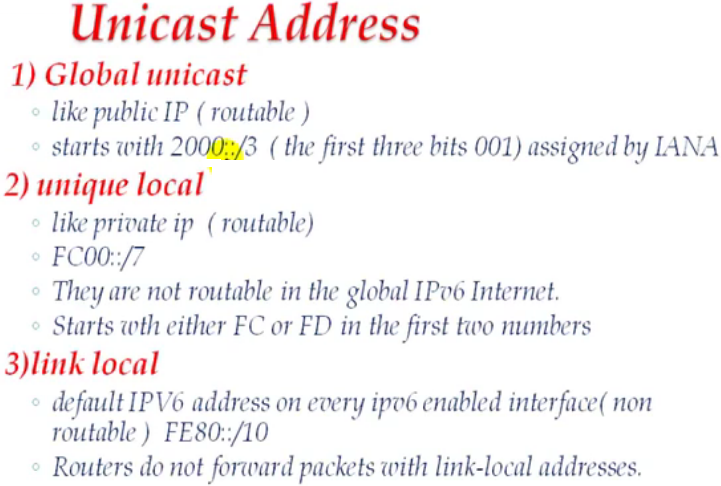 Unicast Address
1) Global unicast
◦ like public IP ( routable )
◦ starts with 2000::/3 ( the first three bits 001) assigned by IANA
2) unique local
◦ like private ip ( routable)
◦ FC00::/7
◦ They are not routable in the global IPv6 Internet.
◦ Starts wth either FC or FD in the first two numbers
3)link local
◦ default IPV6 address on every ipv6 enabled interface( non
routable ) FE80::/10
◦ Routers do not forward packets with link-local addresses.